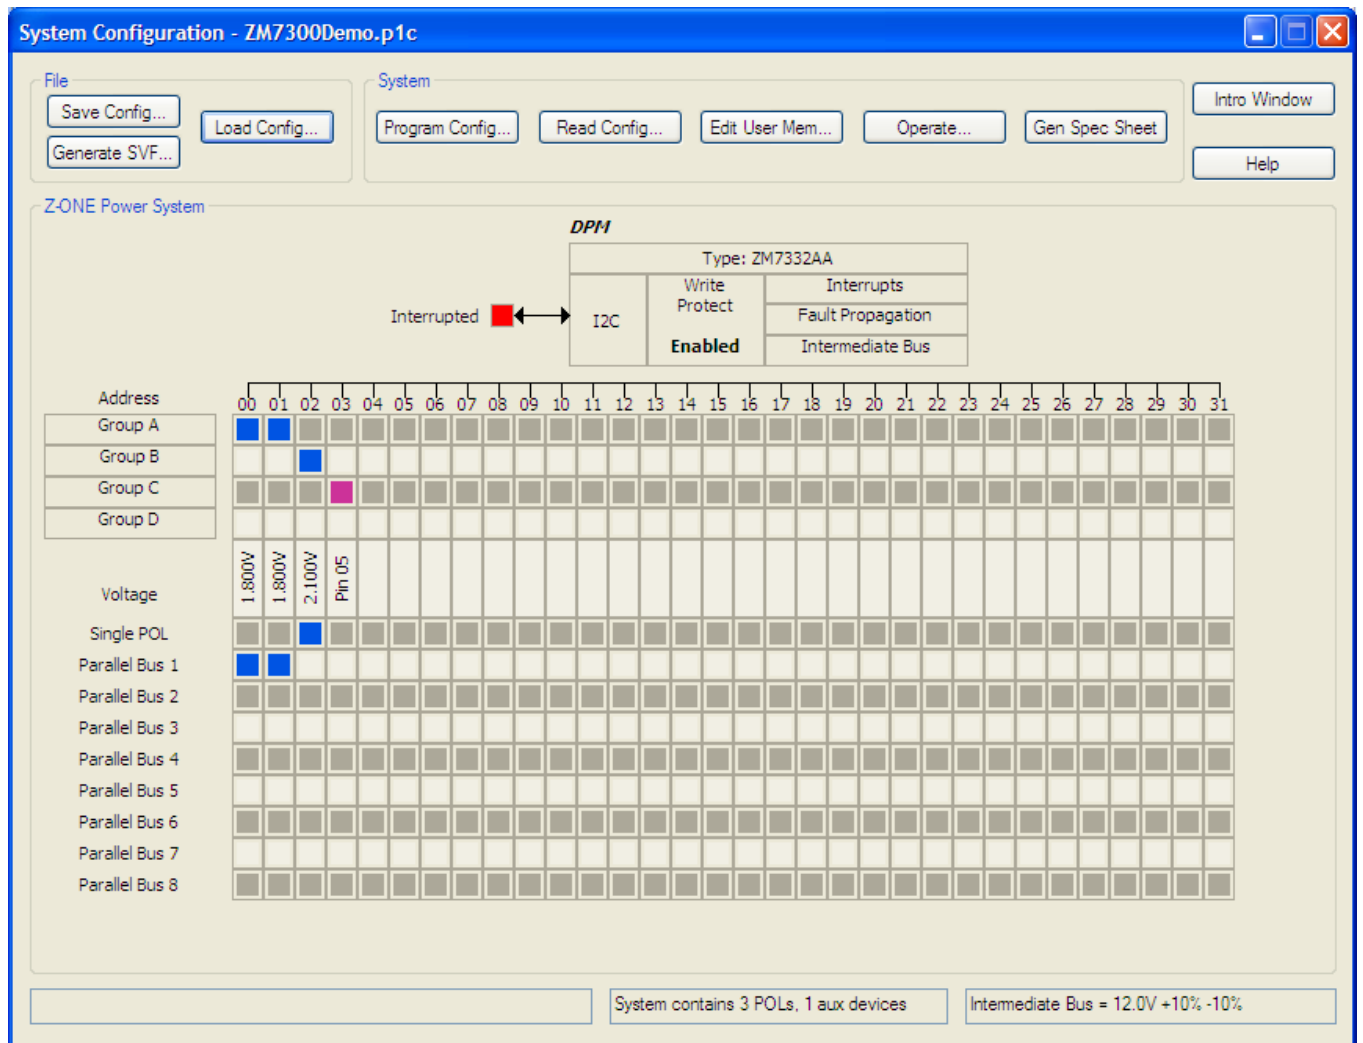 System Configuration - ZM7300Demo.p1c
File
System
Save Config...
Load Config...
Generate SVF...
Program Config...
Read Config...
Edit User Mem...
Operate...
Gen Spec Sheet
Intro Window
Help
Z-ONE Power System
DPM
Type: ZM7332AA
Interrupted
I2C
Write
Protect
Enabled
Interrupts
Fault Propagation
Intermediate Bus
Address
00 01 02 03 04 05 06 07 08 09 10 11 12 13 14 15 16 17 18 19 20 21 22 23 24 25 26 27 28 29 30 31
Group A
Group B
Group C
Group D
Voltage
1.800V
1.800V
2.100V
Pin 05
Single POL
Parallel Bus 1
Parallel Bus 2
Parallel Bus 3
Parallel Bus 4
Parallel Bus 5
Parallel Bus 6
Parallel Bus 7
Parallel Bus 8
System contains 3 POLs, 1 aux devices
Intermediate Bus = 12.0V +10% -10%